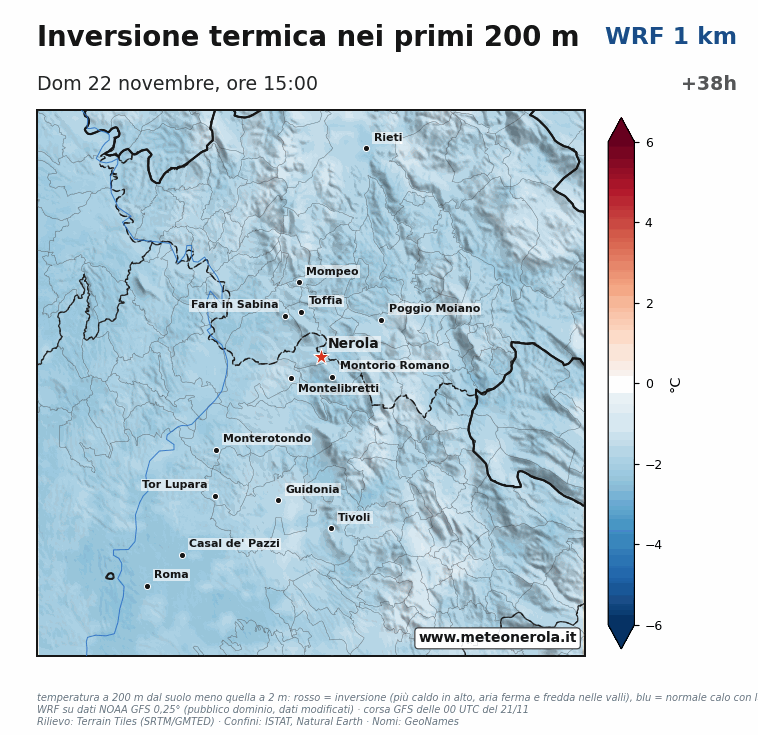 Inversione termica nei primi 200 m
WRF 1 km
Dom 22 novembre, ore 15:00
+38h
Rieti
Mompeo
Toffia
Fara in Sabina
Poggio Moiano
Nerola
Montorio Romano
Montelibretti
Monterotondo
Tor Lupara
Guidonia
Tivoli
Casal de' Pazzi
Roma
www.meteonerola.it
6
4
2
0
−2
−4
−6
°C
temperatura a 200 m dal suolo meno quella a 2 m: rosso = inversione (più caldo in alto, aria ferma e fredda nelle valli), blu = normale calo con l
WRF su dati NOAA GFS 0,25° (pubblico dominio, dati modificati) · corsa GFS delle 00 UTC del 21/11
Rilievo: Terrain Tiles (SRTM/GMTED) · Confini: ISTAT, Natural Earth · Nomi: GeoNames